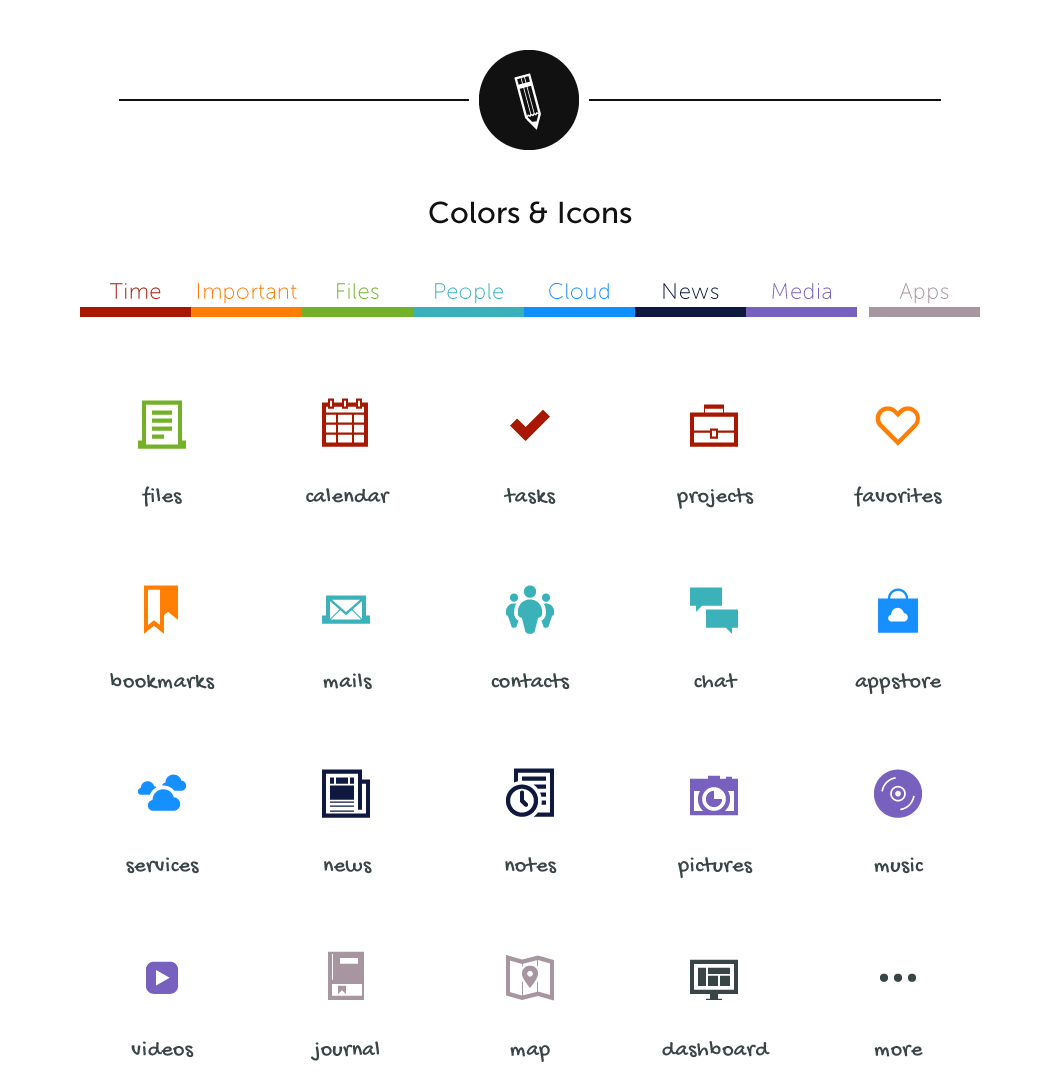 Colors & Icons
Time Important Files People Cloud News Media Apps
files calendar tasks projects favorites
bookmarks mails contacts chat appstore
services news notes pictures music
videos journal map dashboard more